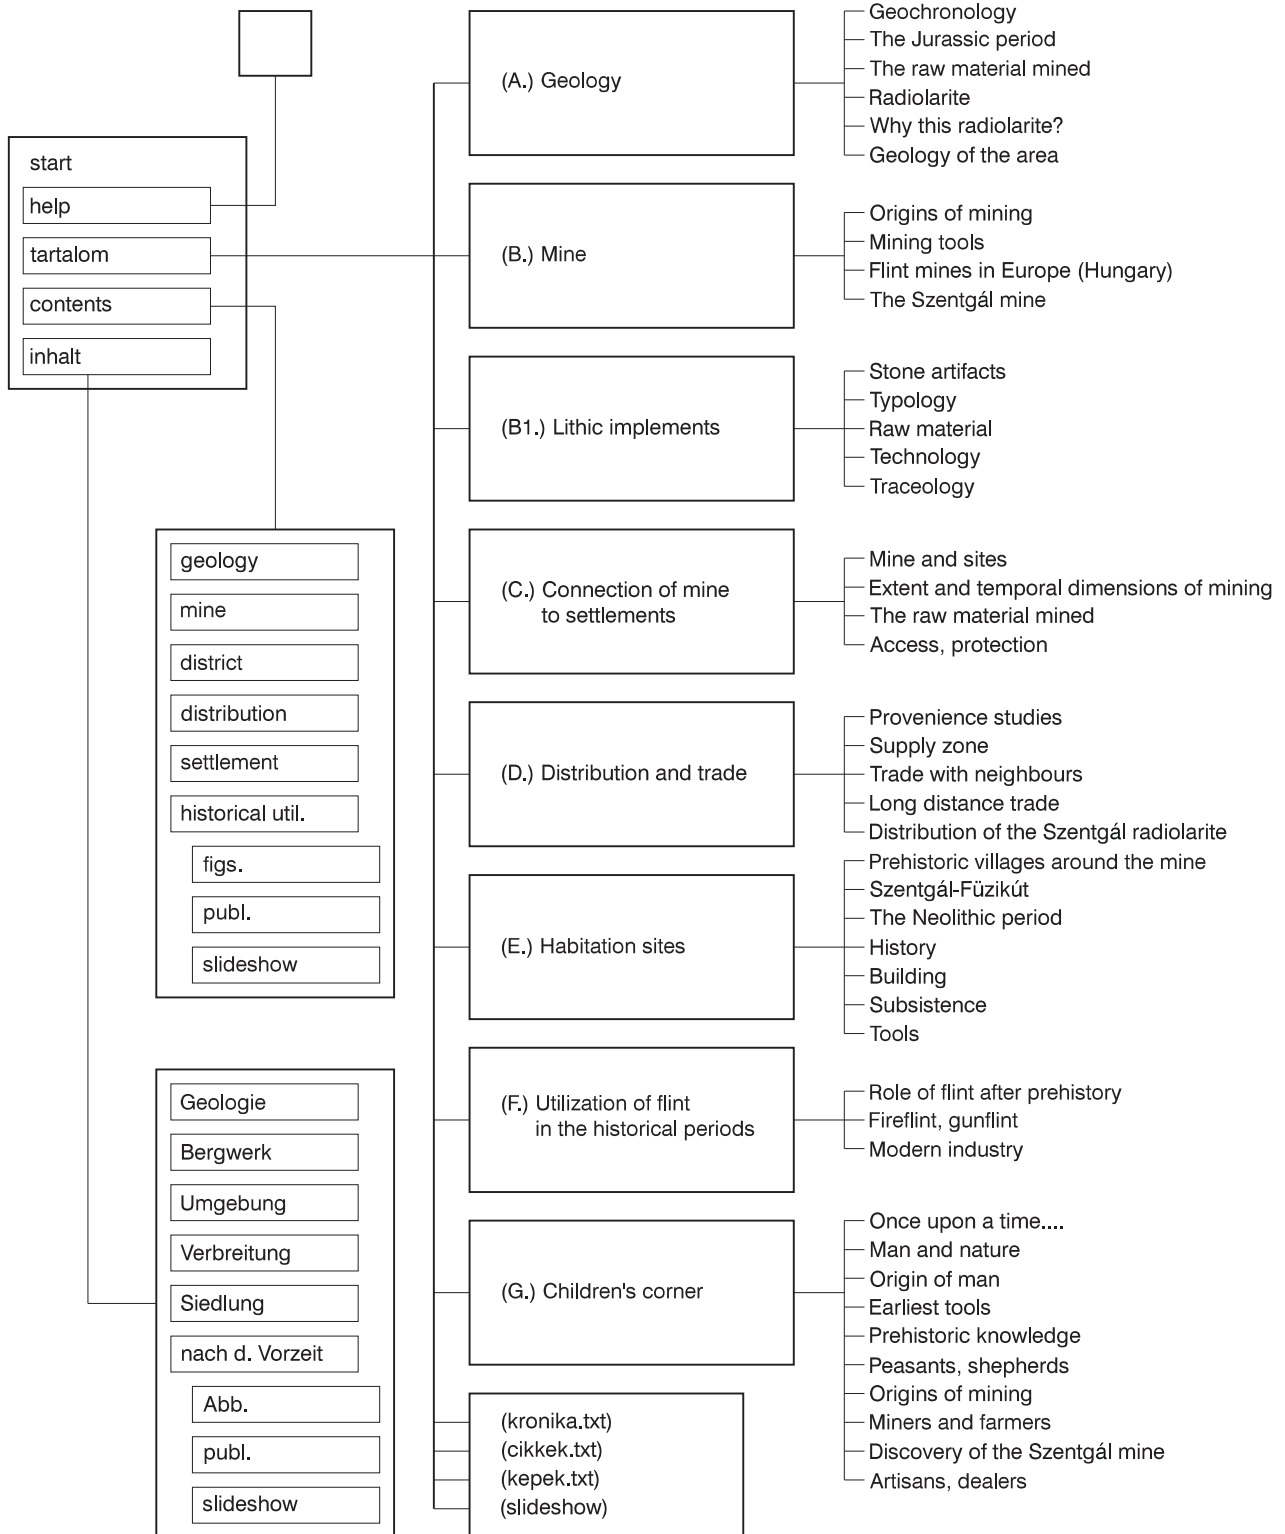 start
help
tartalom
contents
inhalt
geology
mine
district
distribution
settlement
historical util.
figs.
publ.
slideshow
Geologie
Bergwerk
Umgebung
Verbreitung
Siedlung
nach d. Vorzeit
Abb.
publ.
slideshow
(A.) Geology
Geochronology
The Jurassic period
The raw material mined
Radiolarite
Why this radiolarite?
Geology of the area
(B.) Mine
Origins of mining
Mining tools
Flint mines in Europe (Hungary)
The Szentgál mine
(B1.) Lithic implements
Stone artifacts
Typology
Raw material
Technology
Traceology
(C.) Connection of mine
to settlements
Mine and sites
Extent and temporal dimensions of mining
The raw material mined
Access, protection
(D.) Distribution and trade
Provenience studies
Supply zone
Trade with neighbours
Long distance trade
Distribution of the Szentgál radiolarite
(E.) Habitation sites
Prehistoric villages around the mine
Szentgál-Füzikút
The Neolithic period
History
Building
Subsistence
Tools
(F.) Utilization of flint
in the historical periods
Role of flint after prehistory
Fireflint, gunflint
Modern industry
(G.) Children's corner
Once upon a time....
Man and nature
Origin of man
Earliest tools
Prehistoric knowledge
Peasants, shepherds
Origins of mining
Miners and farmers
Discovery of the Szentgál mine
Artisans, dealers
(kronika.txt)
(cikkek.txt)
(kepek.txt)
(slideshow)